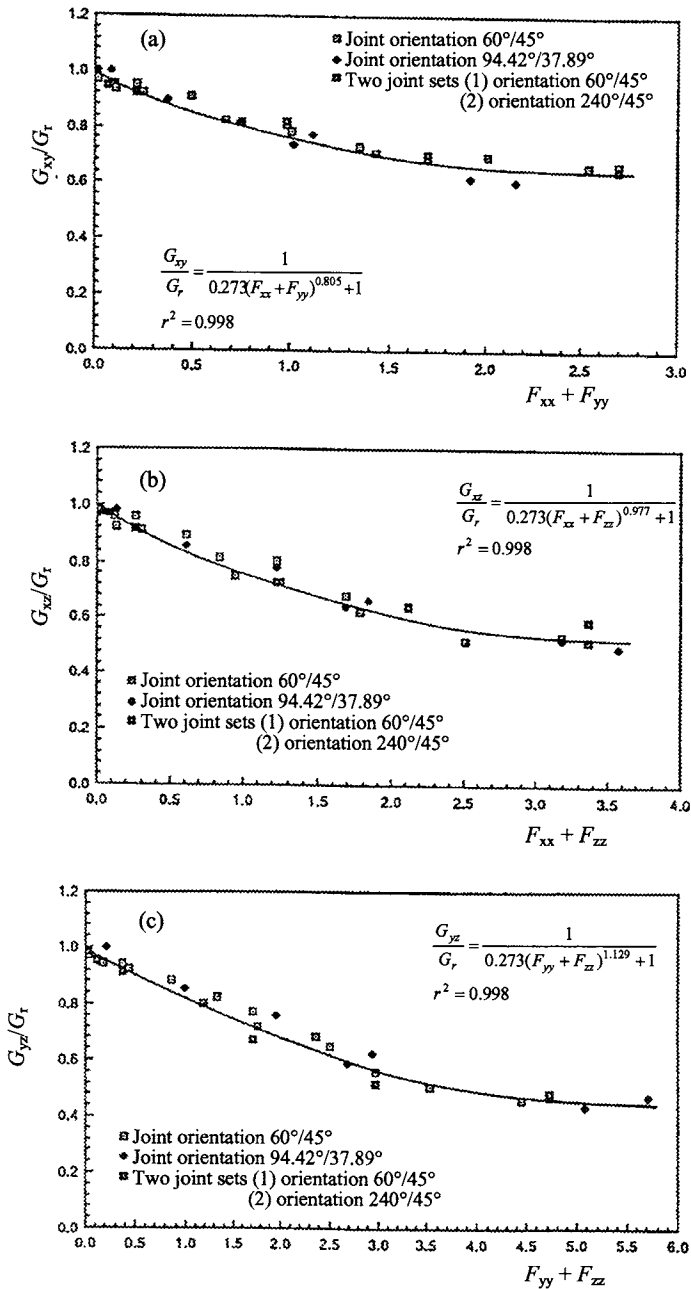 (a)
Joint orientation 60°/45°
Joint orientation 94.42°/37.89°
Two joint sets (1) orientation 60°/45°
(2) orientation 240°/45°
1.2
1.0
0.8
0.6
0.4
0.2
0.0
G_xy/G_r
G_xy/G_r = 1/(0.273(F_xx + F_yy)^0.805 + 1)
r² = 0.998
0.0 1.0 2.0 3.0
F_xx + F_yy
(b)
G_xz/G_r = 1/(0.273(F_xx + F_zz)^0.977 + 1)
r² = 0.998
1.2
1.0
0.8
0.6
0.4
0.2
0.0
G_xz/G_r
Joint orientation 60°/45°
Joint orientation 94.42°/37.89°
Two joint sets (1) orientation 60°/45°
(2) orientation 240°/45°
0.0 0.5 1.0 1.5 2.0 2.5 3.0 3.5 4.0
F_xx + F_zz
(c)
G_yz/G_r = 1/(0.273(F_yy + F_zz)^1.129 + 1)
r² = 0.998
1.2
1.0
0.8
0.6
0.4
0.2
0.0
G_yz/G_r
Joint orientation 60°/45°
Joint orientation 94.42°/37.89°
Two joint sets (1) orientation 60°/45°
(2) orientation 240°/45°
0.0 0.5 1.0 1.5 2.0 2.5 3.0 3.5 4.0 4.5 5.0 5.5 6.0
F_yy + F_zz